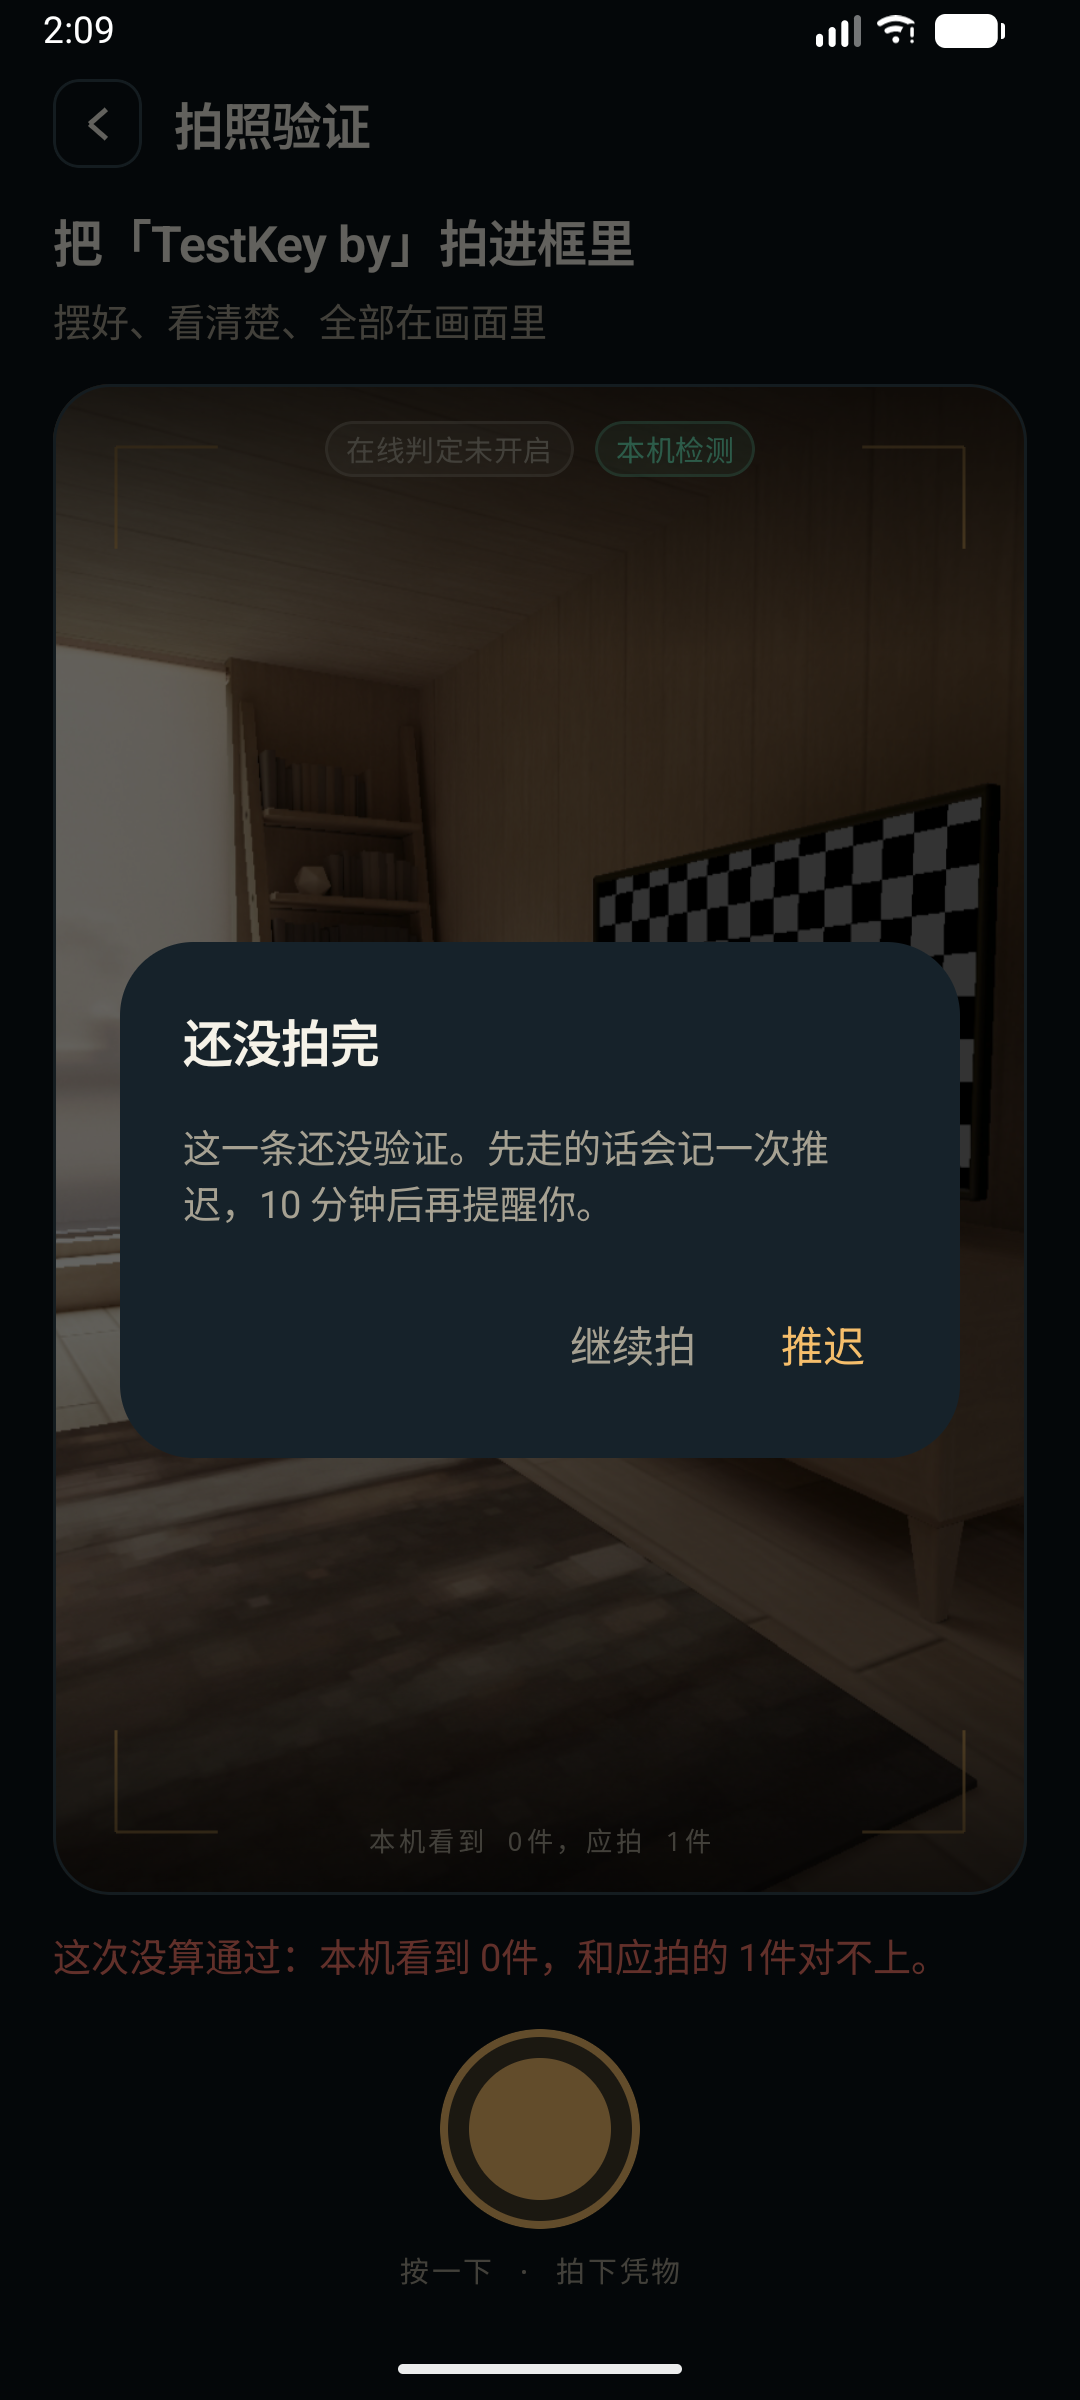 2:09
拍照验证
把「TestKey by」拍进框里
摆好、看清楚、全部在画面里
在线判定未开启
本机检测
还没拍完
这一条还没验证。先走的话会记一次推
迟，10 分钟后再提醒你。
继续拍
推迟
本机看到 0件，应拍 1件
这次没算通过：本机看到 0件，和应拍的 1件对不上。
按一下 · 拍下凭物